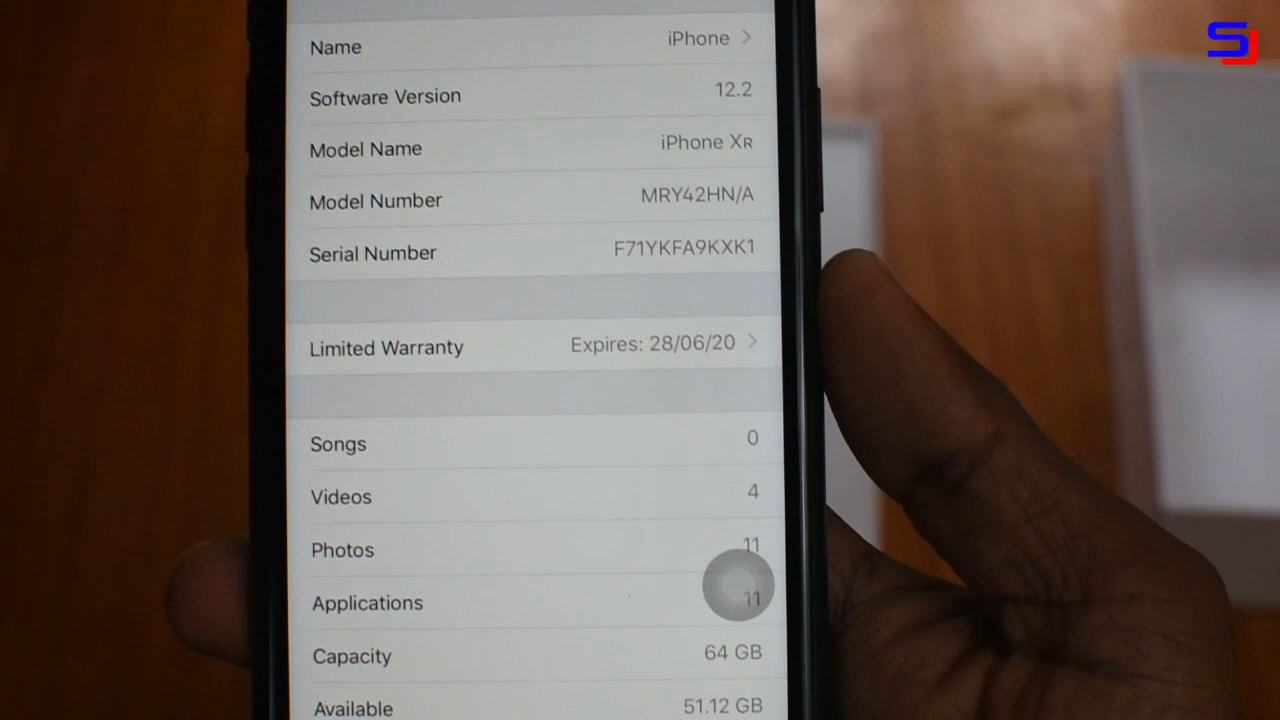 Name iPhone
Software Version 12.2
Model Name iPhone XR
Model Number MRY42HN/A
Serial Number F71YKFA9KXK1
Limited Warranty Expires: 28/06/20
Songs 0
Videos 4
Photos 11
Applications 11
Capacity 64 GB
Available 51.12 GB
SJ